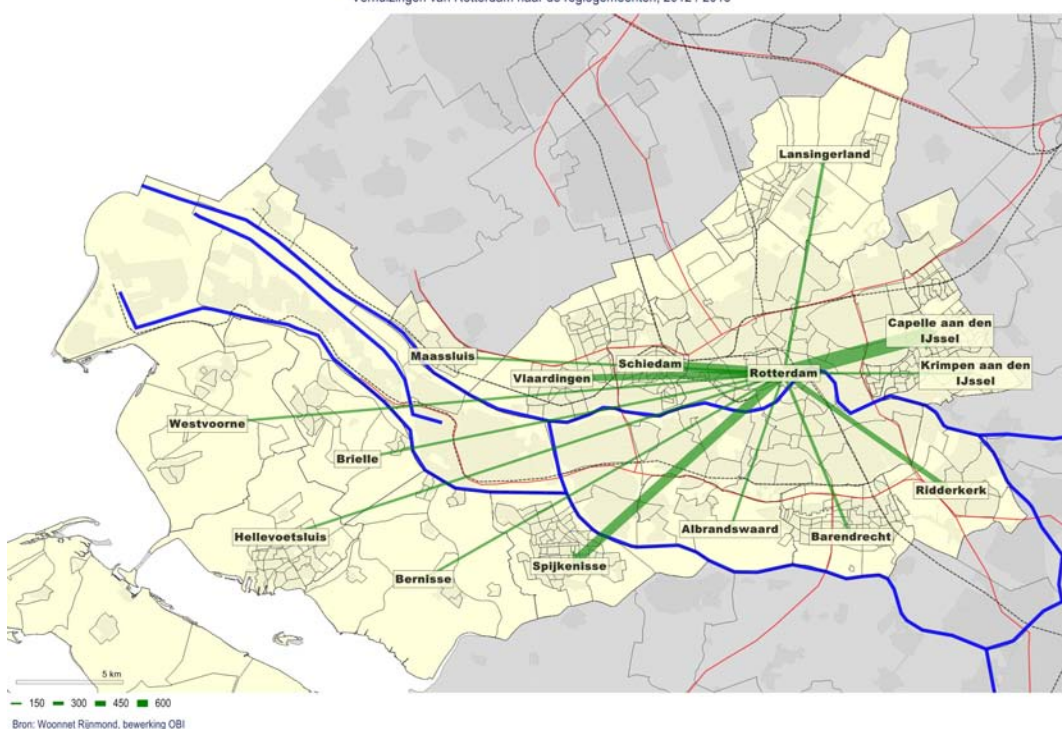 Verhuizingen van Rotterdam naar de regiogemeenten, 2012 / 2013
Lansingerland
Capelle aan den
IJssel
Maassluis
Schiedam
Vlaardingen
Rotterdam
Krimpen aan den
IJssel
Westvoorne
Brielle
Ridderkerk
Hellevoetsluis
Albrandswaard
Barendrecht
Spijkenisse
Bernisse
5 km
150 300 450 600
Bron: Woonnet Rijnmond, bewerking OBI